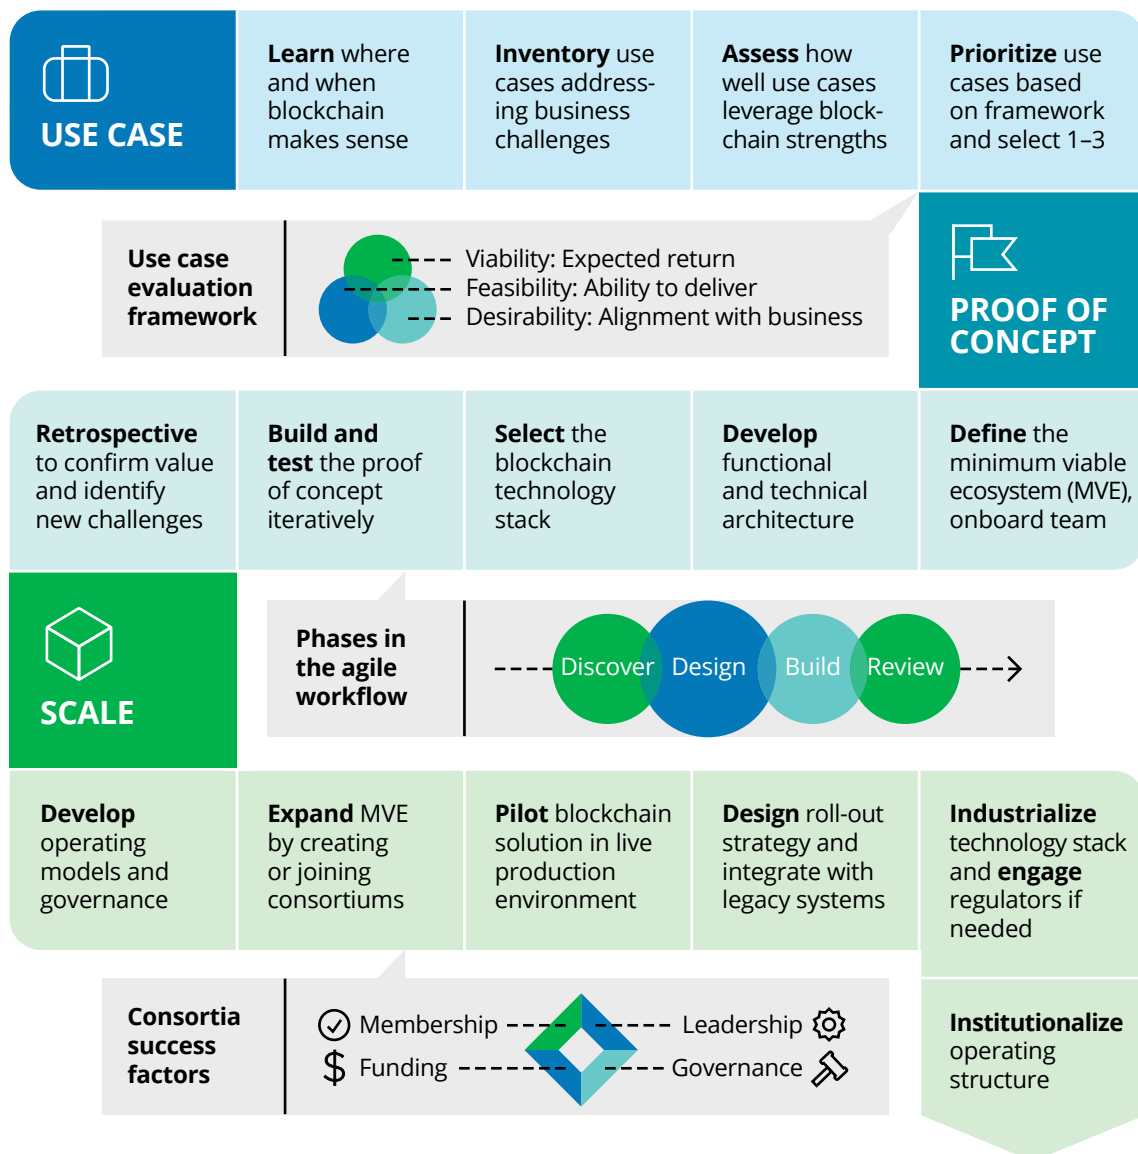 USE CASE
Learn where
and when
blockchain
makes sense
Inventory use
cases address-
ing business
challenges
Assess how
well use cases
leverage block-
chain strengths
Prioritize use
cases based
on framework
and select 1–3
Use case
evaluation
framework
Viability: Expected return
Feasibility: Ability to deliver
Desirability: Alignment with business
PROOF OF
CONCEPT
Retrospective
to confirm value
and identify
new challenges
Build and
test the proof
of concept
iteratively
Select the
blockchain
technology
stack
Develop
functional
and technical
architecture
Define the
minimum viable
ecosystem (MVE),
onboard team
SCALE
Phases in
the agile
workflow
Discover
Design
Build
Review
Develop
operating
models and
governance
Expand MVE
by creating
or joining
consortiums
Pilot blockchain
solution in live
production
environment
Design roll-out
strategy and
integrate with
legacy systems
Industrialize
technology stack
and engage
regulators if
needed
Consortia
success
factors
Membership
Leadership
$ Funding
Governance
Institutionalize
operating
structure